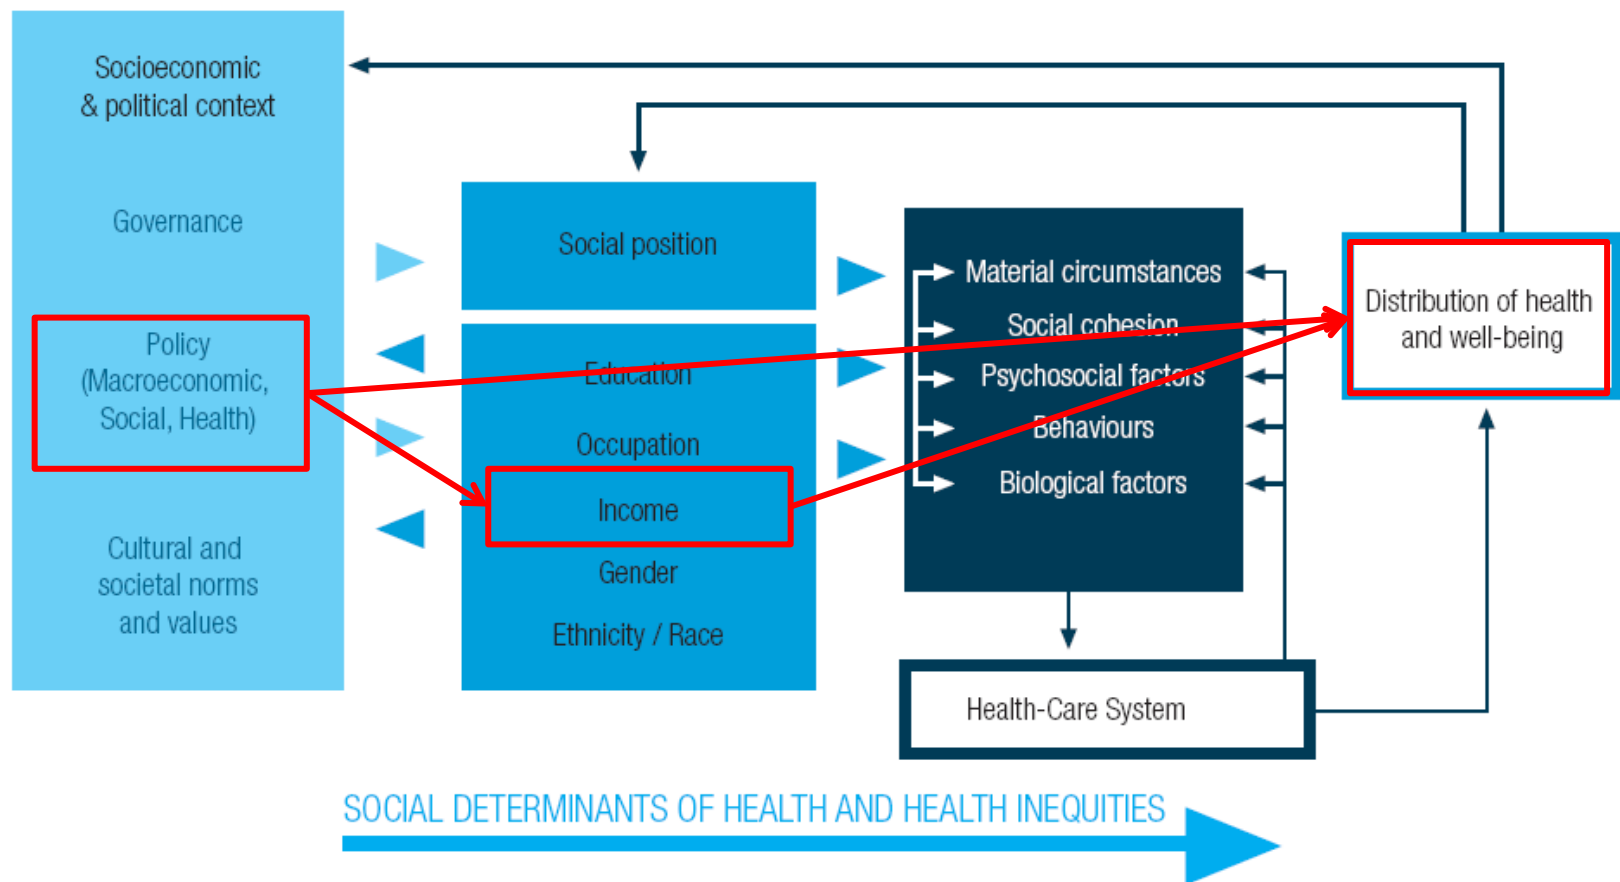 Socioeconomic
& political context
Governance
Policy
(Macroeconomic,
Social, Health)
Cultural and
societal norms
and values
Social position
Education
Occupation
Income
Gender
Ethnicity / Race
Material circumstances
Social cohesion
Psychosocial factors
Behaviours
Biological factors
Health-Care System
Distribution of health
and well-being
SOCIAL DETERMINANTS OF HEALTH AND HEALTH INEQUITIES